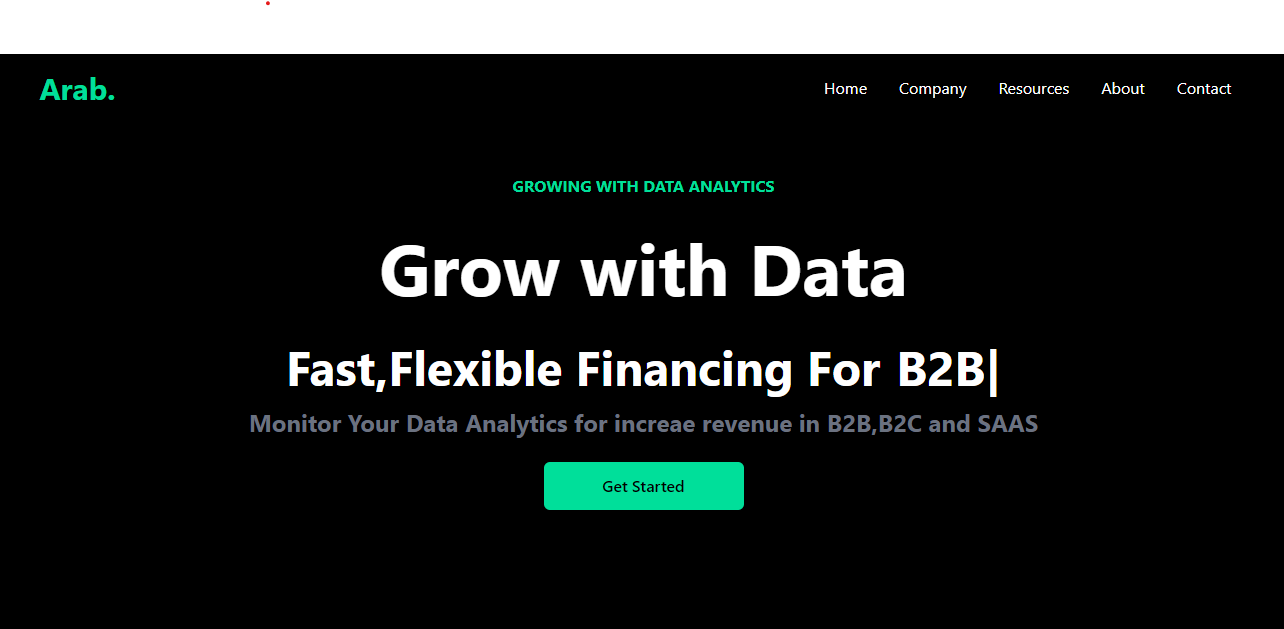 Arab.
Home Company Resources About Contact
GROWING WITH DATA ANALYTICS
Grow with Data
Fast,Flexible Financing For B2B|
Monitor Your Data Analytics for increae revenue in B2B,B2C and SAAS
Get Started